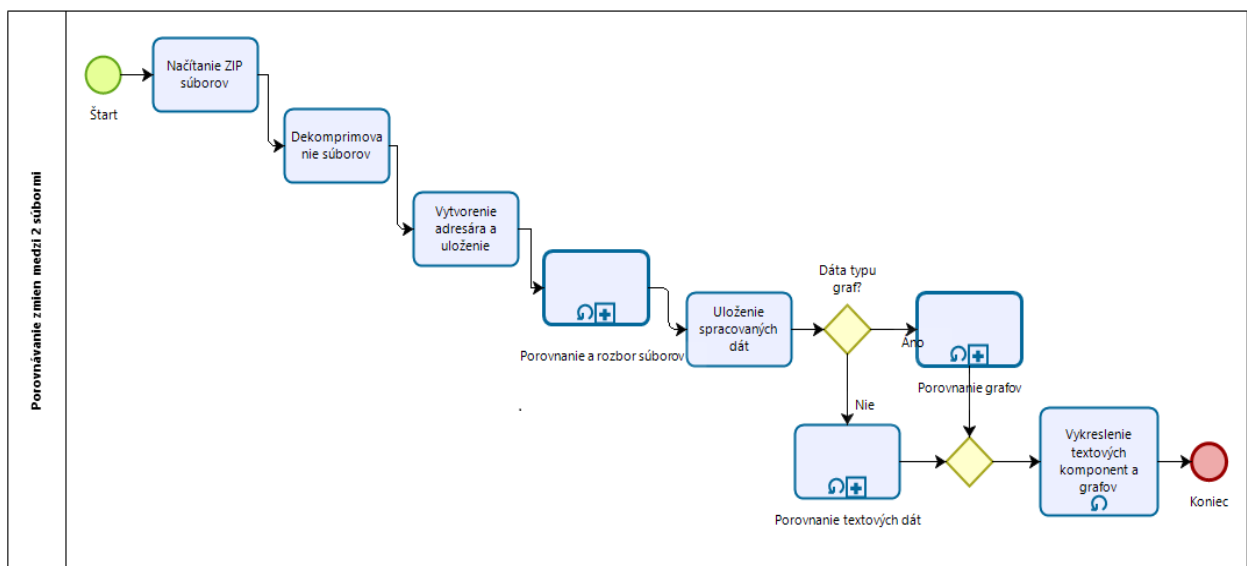 Porovnávanie zmien medzi 2 súbormi
Štart
Načítanie ZIP
súborov
Dekomprimova
nie súborov
Vytvorenie
adresára a
uloženie
Porovnanie a rozbor súborov
Uloženie
spracovaných
dát
Dáta typu
graf?
Ano
Porovnanie grafov
Nie
Porovnanie textových dát
Vykreslenie
textových
komponent a
grafov
Koniec